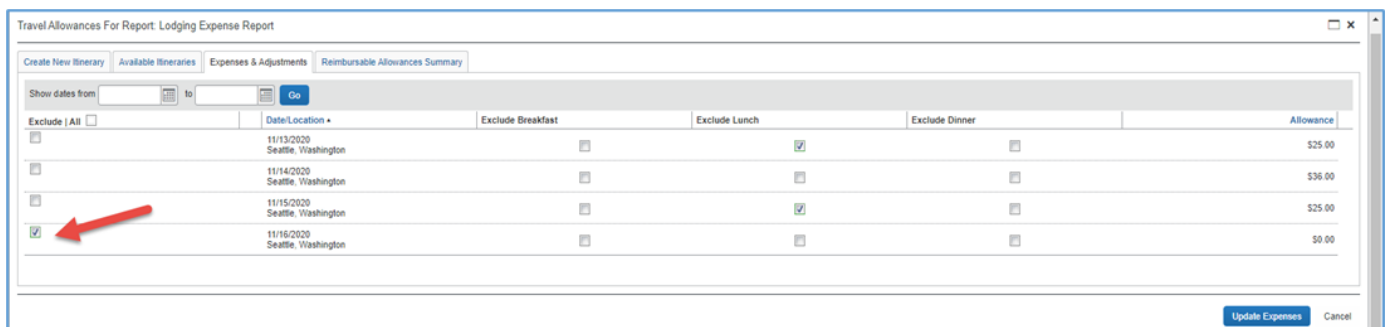 Travel Allowances For Report: Lodging Expense Report
Create New Itinerary Available Itineraries Expenses & Adjustments Reimbursable Allowances Summary
Show dates from to Go
Exclude | All Date/Location Exclude Breakfast Exclude Lunch Exclude Dinner Allowance
11/13/2020
Seattle, Washington $25.00
11/14/2020
Seattle, Washington $36.00
11/15/2020
Seattle, Washington $25.00
11/16/2020
Seattle, Washington $0.00
Update Expenses Cancel